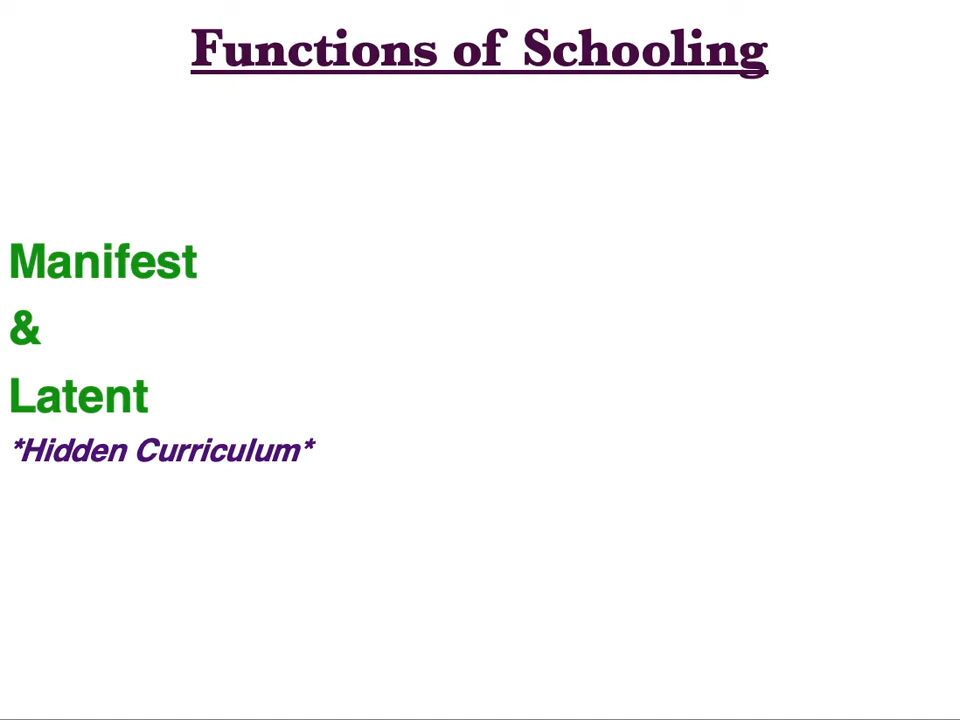 Functions of Schooling
Manifest
&
Latent
*Hidden Curriculum*